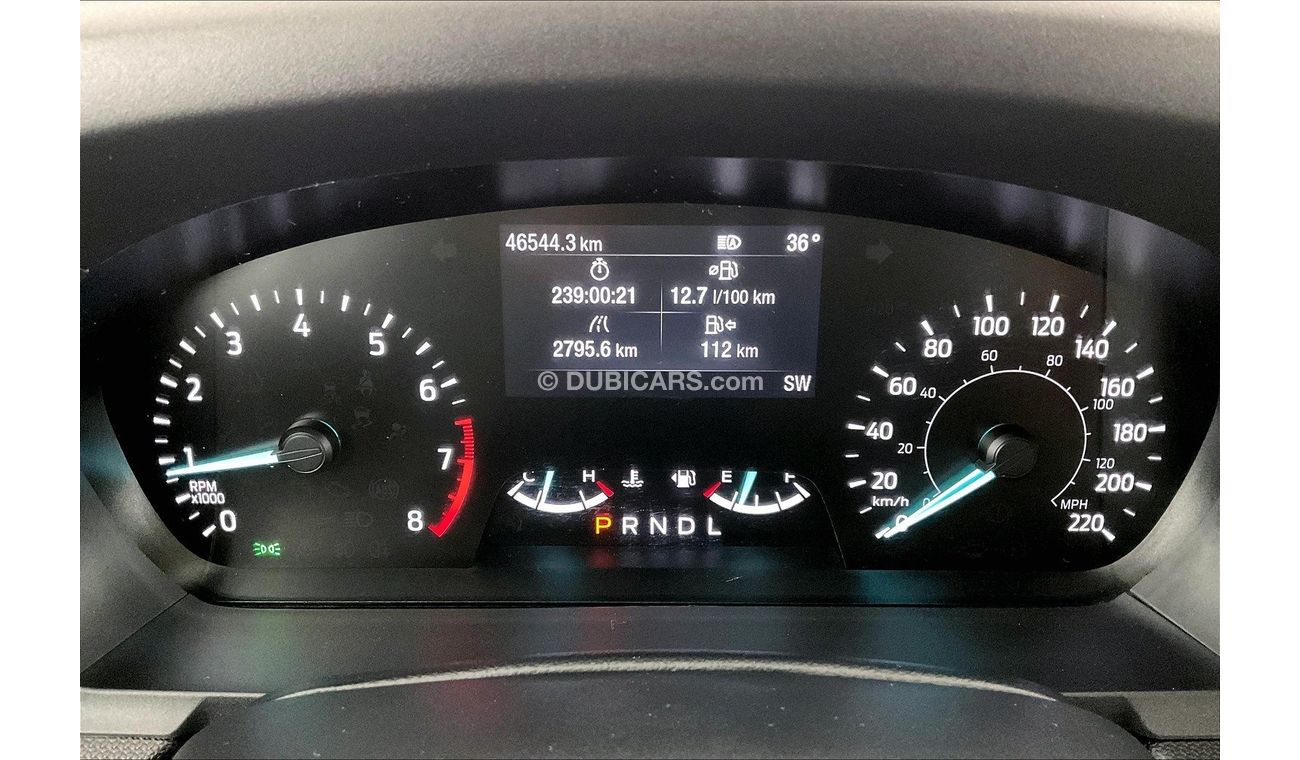 46544.3 km 36°
239:00:21 12.7 l/100 km
2795.6 km 112 km
© DUBICARS.com SW
0 1 2 3 4 5 6 7 8
RPM
x1000
C H E F
P R N D L
0 20 40 60 80 100 120 140 160 180 200 220
km/h
0 20 40 60 80 100 120
MPH